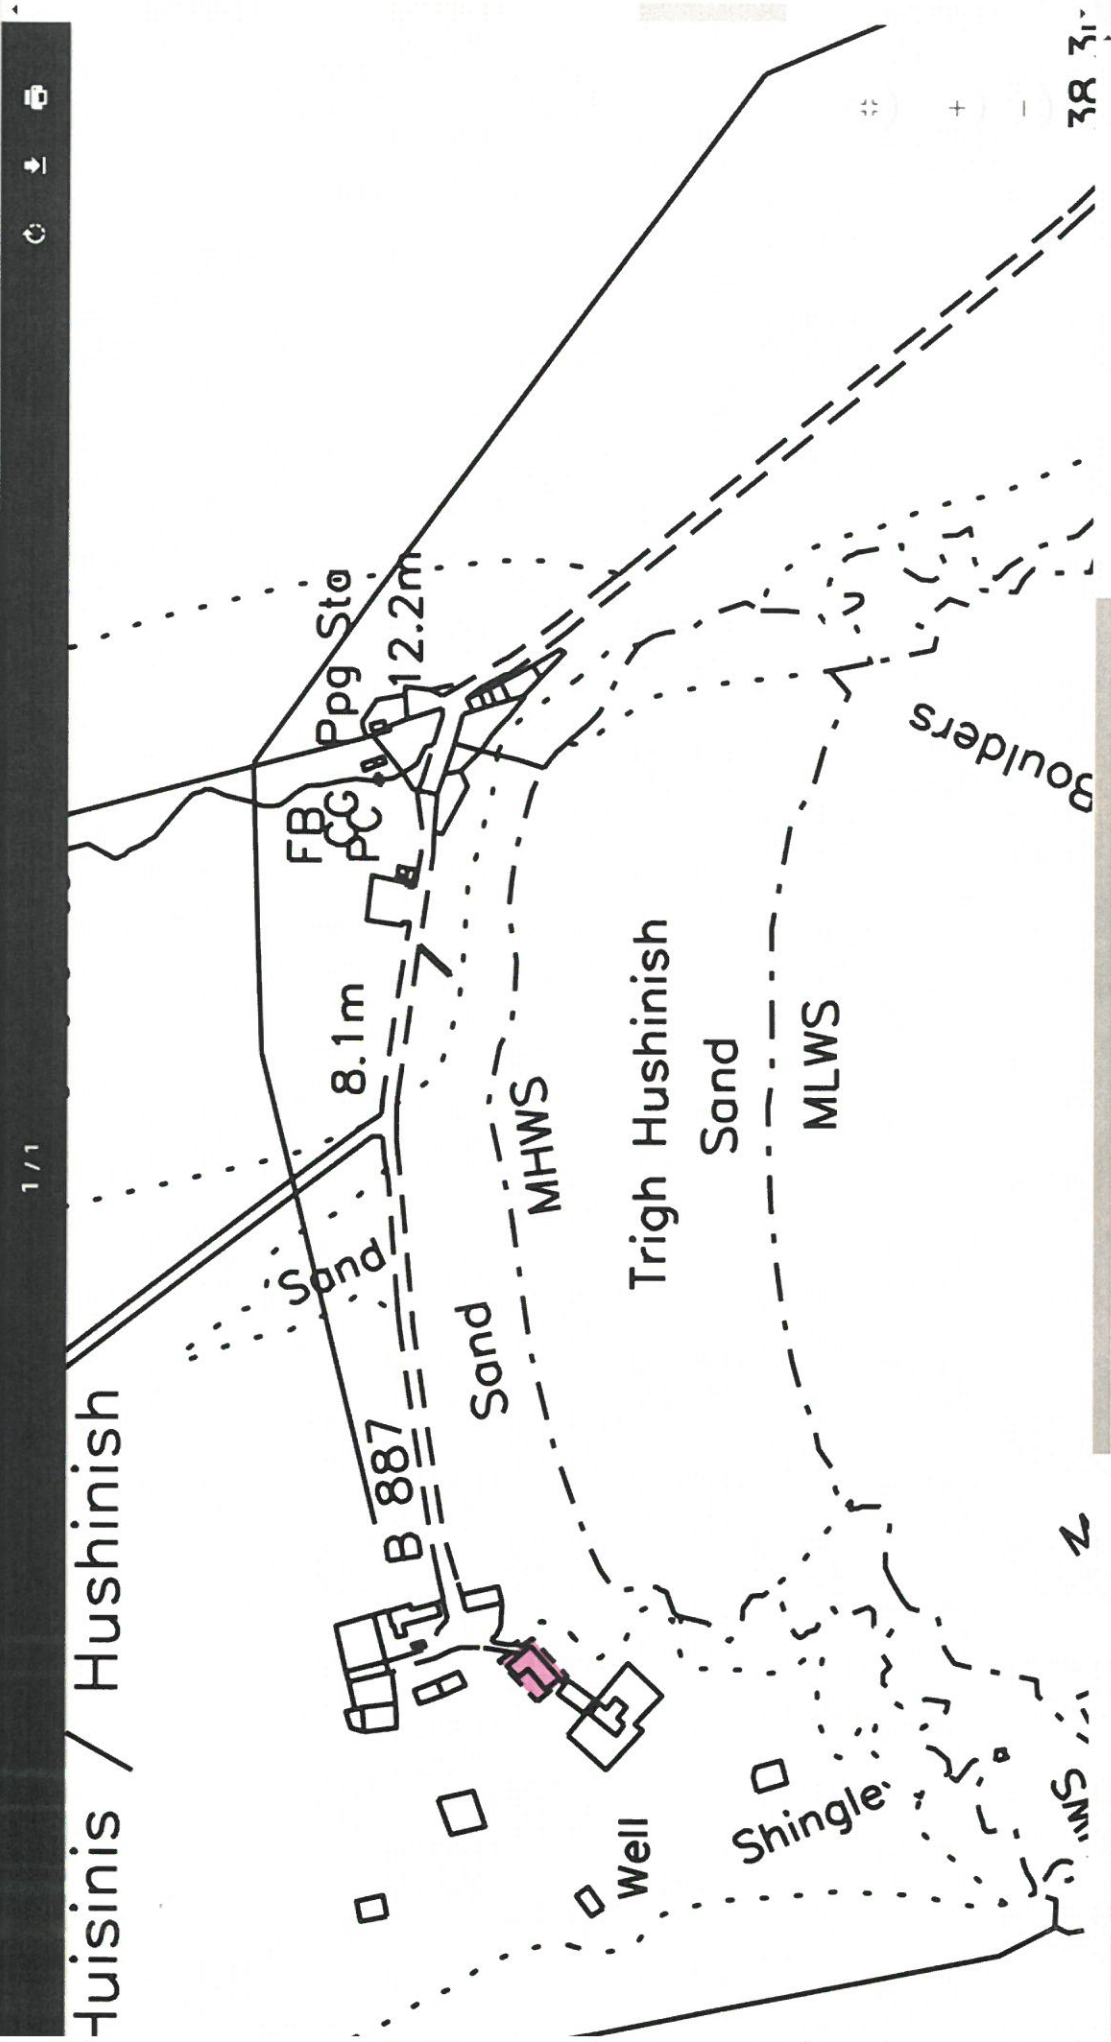 1 / 1
Huisinis / Hushinish
B 887
Sand
8.1m
FB
CG
PC
Ppg Sta
12.2m
Sand
MHWS
Trigh Hushinish
Sand
MLWS
Boulders
Well
Shingle